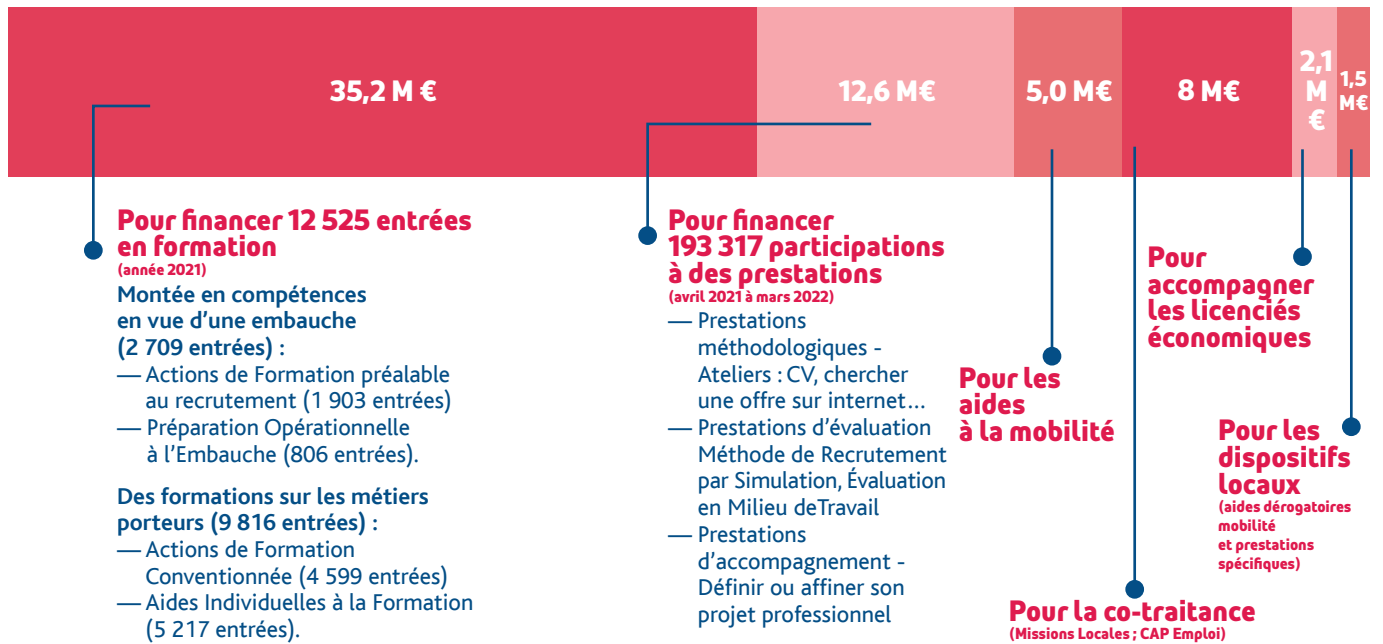 35,2 M €
12,6 M€
5,0 M€
8 M€
2,1
M
€
1,5
M€
Pour financer 12 525 entrées
en formation
(année 2021)
Montée en compétences
en vue d'une embauche
(2 709 entrées) :
— Actions de Formation préalable
au recrutement (1 903 entrées)
— Préparation Opérationnelle
à l'Embauche (806 entrées).
Des formations sur les métiers
porteurs (9 816 entrées) :
— Actions de Formation
Conventionnée (4 599 entrées)
— Aides Individuelles à la Formation
(5 217 entrées).
Pour financer
193 317 participations
à des prestations
(avril 2021 à mars 2022)
— Prestations
méthodologiques -
Ateliers : CV, chercher
une offre sur internet…
— Prestations d'évaluation
Méthode de Recrutement
par Simulation, Évaluation
en Milieu deTravail
— Prestations
d'accompagnement -
Définir ou affiner son
projet professionnel
Pour les
aides
à la mobilité
Pour la co-traitance
(Missions Locales ; CAP Emploi)
Pour
accompagner
les licenciés
économiques
Pour les
dispositifs
locaux
(aides dérogatoires
mobilité
et prestations
spécifiques)